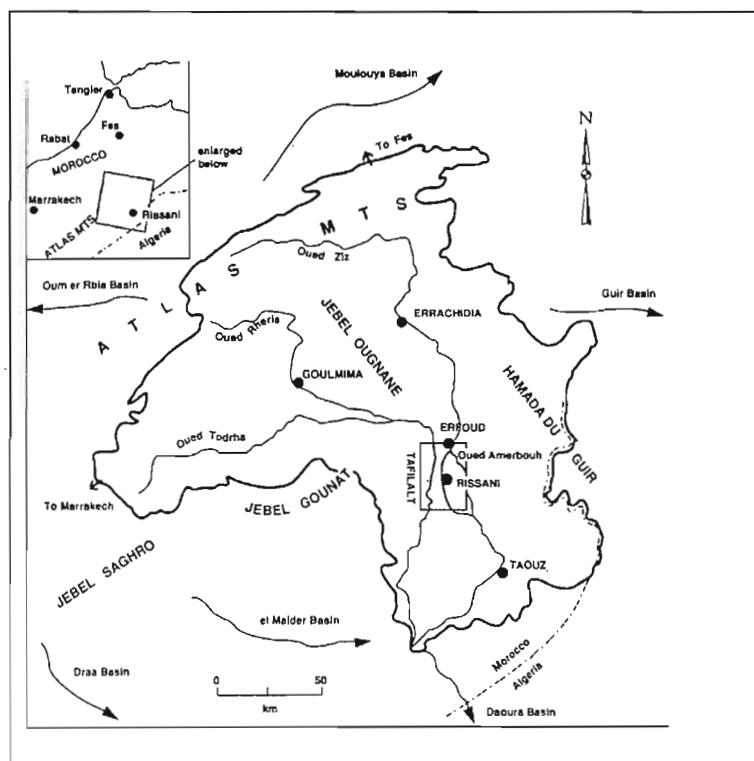 Moulouya Basin
Tangier
Fes
Rabat
MOROCCO
enlarged
below
Marrakech
Rissani
ATLAS MTS
Algeria
N
To Fes
ATLAS MTS
Oued Ziz
Oum er Rbia Basin
Guir Basin
ERRACHIDIA
Oued Rheris
JEBEL OUGNANE
GOULMIMA
HAMADA DU GUIR
ERFOUD
Oued Todrha
Oued Amerbouh
TAFILALT
RISSANI
To Marrakech
JEBEL GOUNAT
JEBEL SAGHRO
TAOUZ
el Maider Basin
Morocco
Algeria
Draa Basin
0 50
km
Daoura Basin